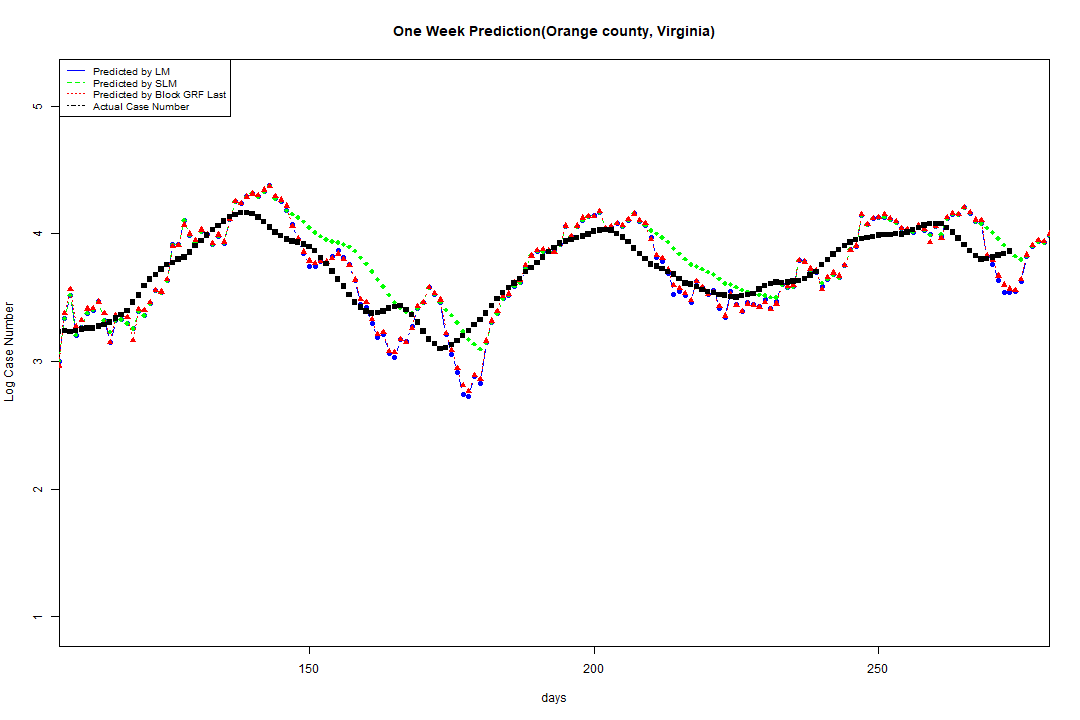 One Week Prediction(Orange county, Virginia)
Predicted by LM
Predicted by SLM
Predicted by Block GRF Last
Actual Case Number
5
4
3
2
1
Log Case Number
150
200
250
days